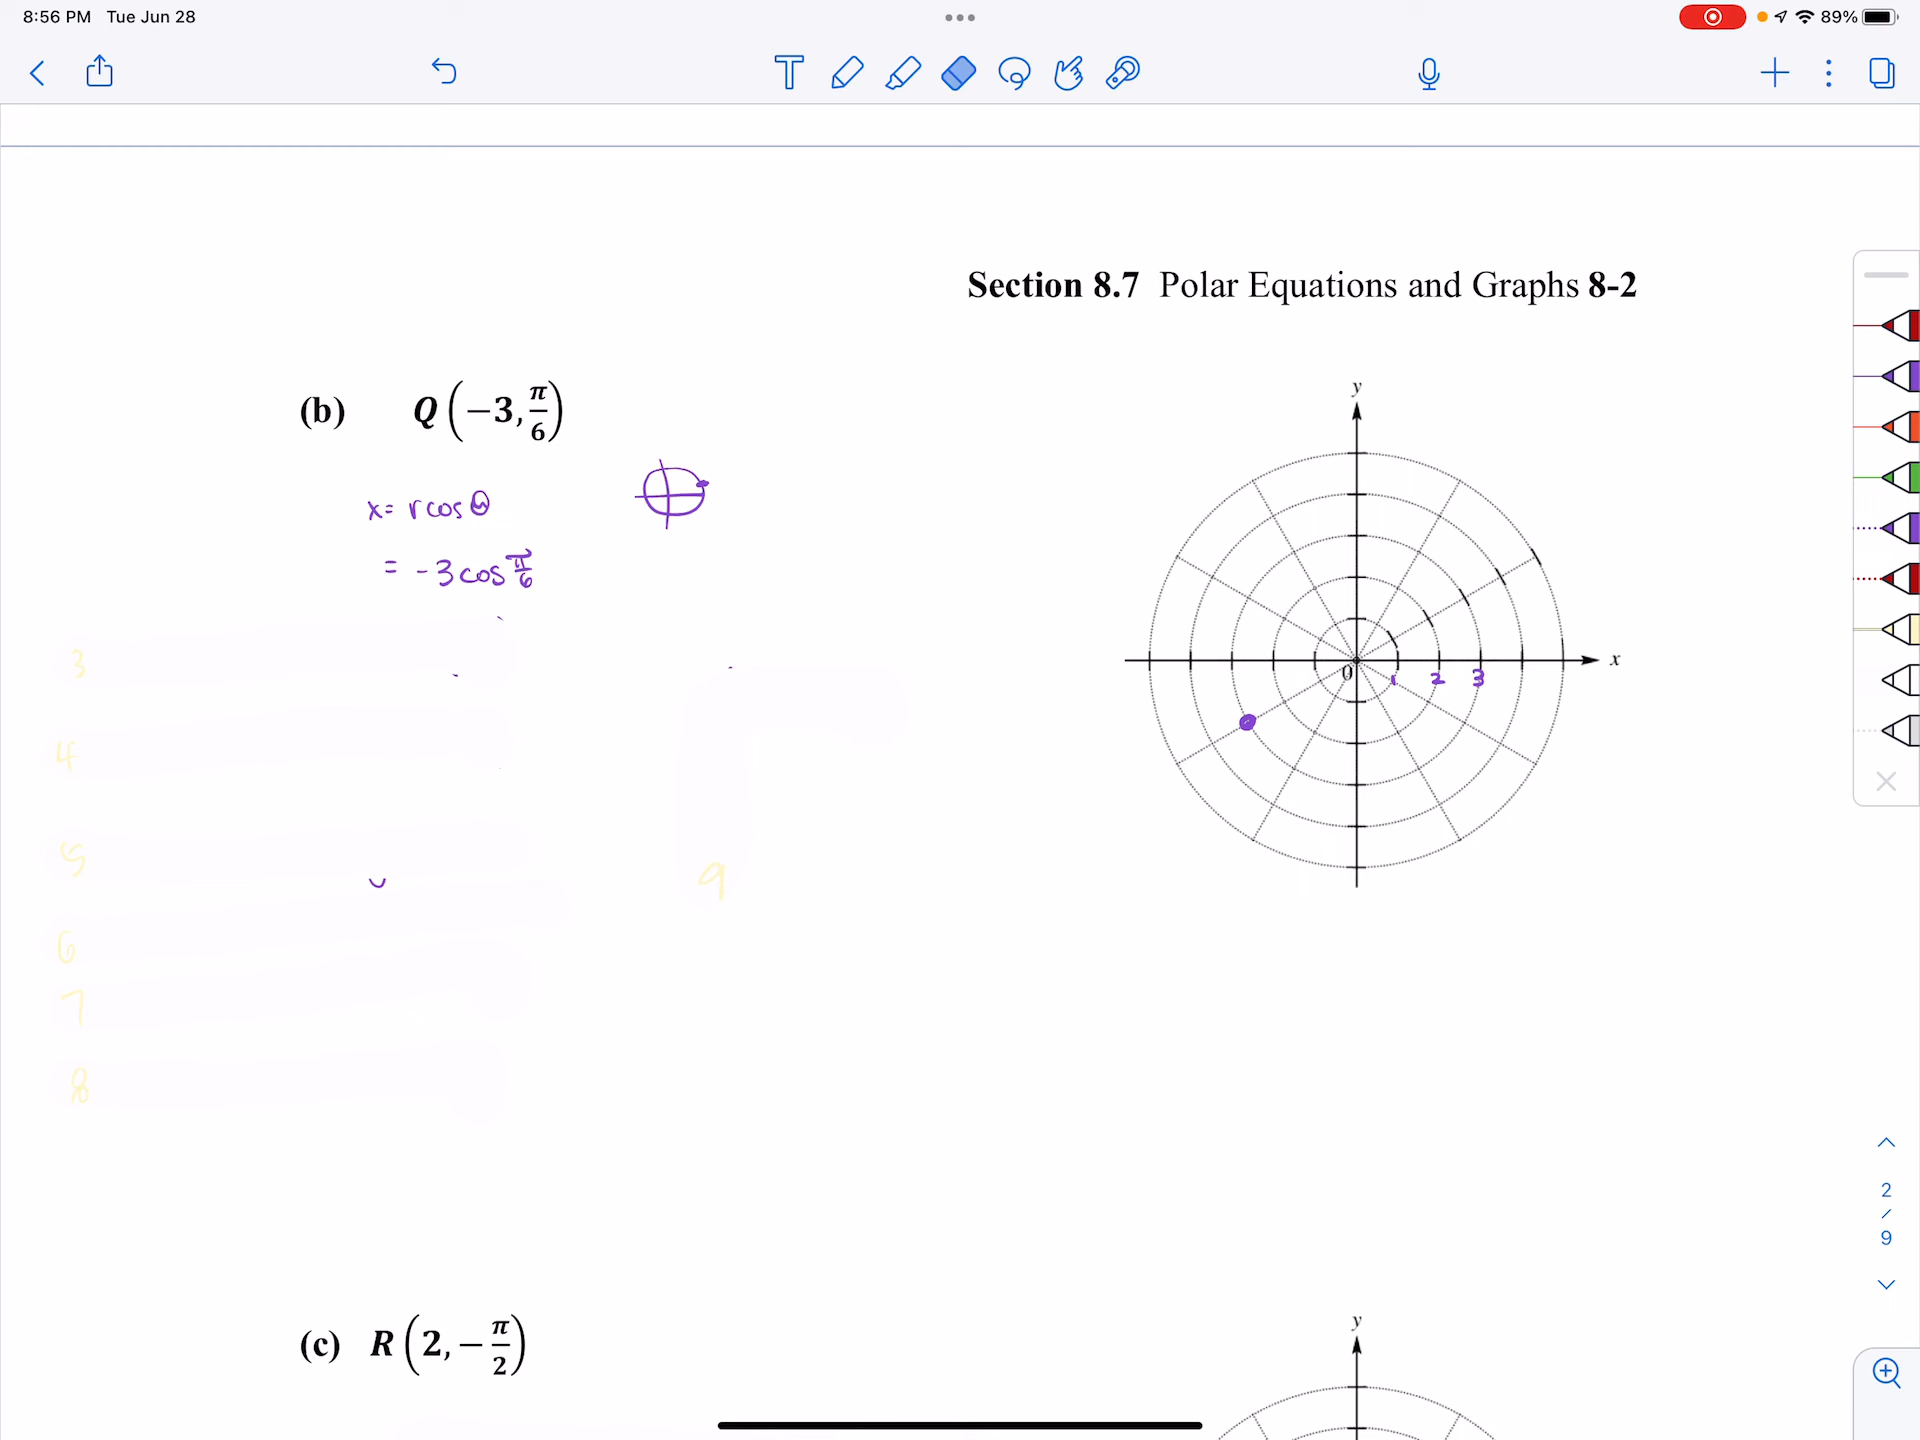 8:56 PM Tue Jun 28
89%
T
Section 8.7 Polar Equations and Graphs 8-2
(b) Q(−3, π/6)
x = r cos θ
= -3 cos π/6
3
4
5
6
7
8
9
y
x
0
1 2 3
2
/
9
(c) R(2, −π/2)
y